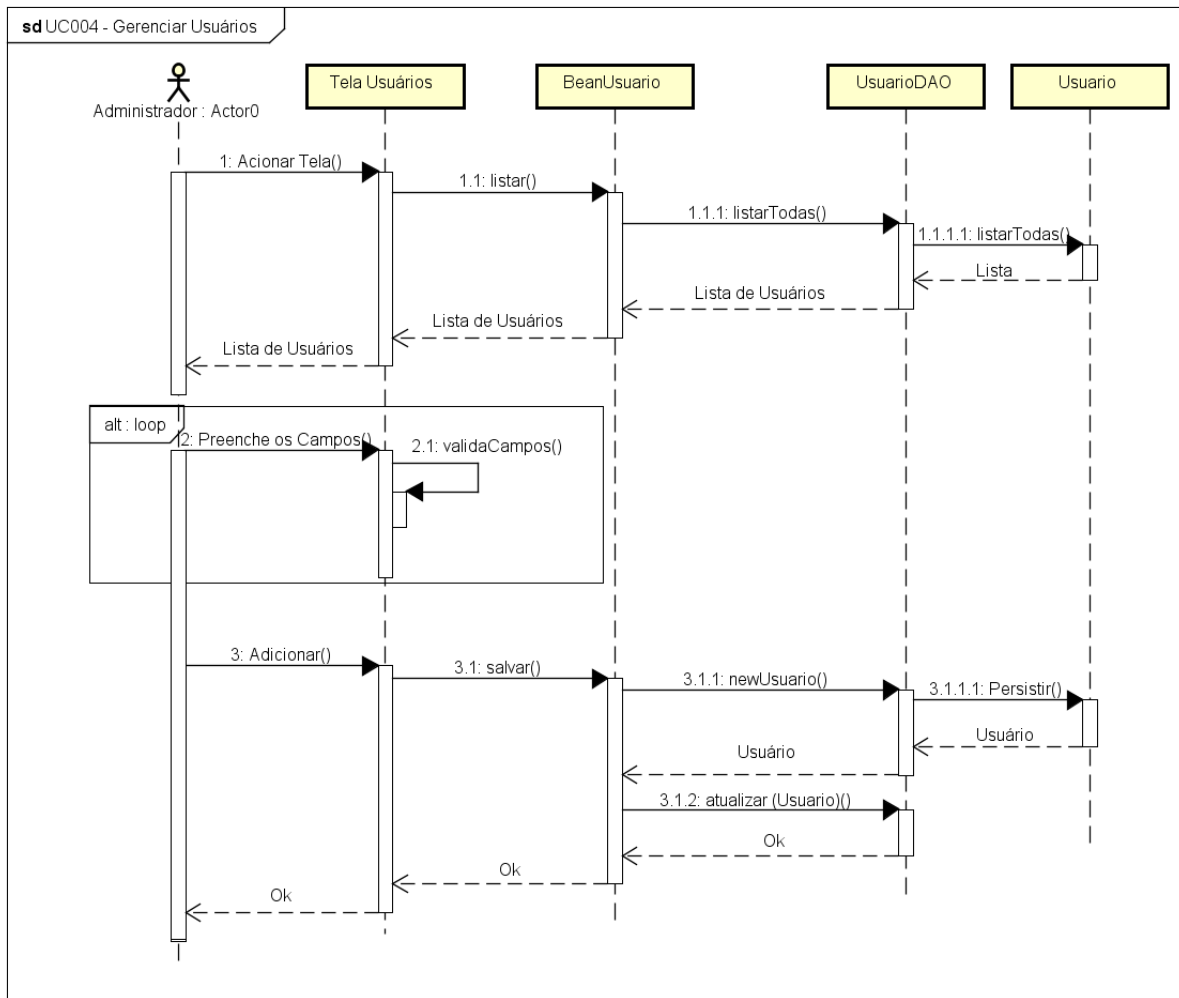 sd UC004 - Gerenciar Usuários
Administrador : Actor0
Tela Usuários
BeanUsuario
UsuarioDAO
Usuario
1: Acionar Tela()
1.1: listar()
1.1.1: listarTodas()
1.1.1.1: listarTodas()
Lista
Lista de Usuários
Lista de Usuários
Lista de Usuários
alt : loop
2: Preenche os Campos()
2.1: validaCampos()
3: Adicionar()
3.1: salvar()
3.1.1: newUsuario()
3.1.1.1: Persistir()
Usuário
Usuário
3.1.2: atualizar (Usuario)()
Ok
Ok
Ok